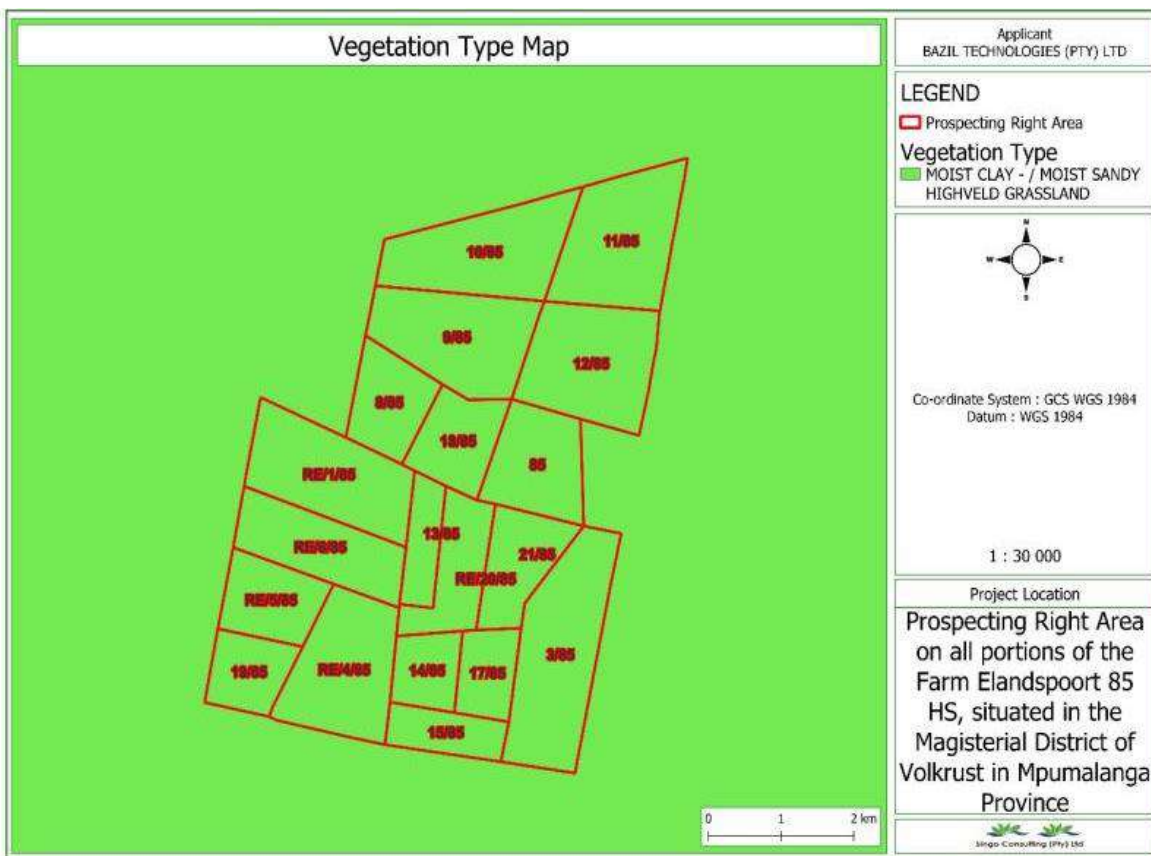 Vegetation Type Map
Applicant
BAZIL TECHNOLOGIES (PTY) LTD
LEGEND
Prospecting Right Area
Vegetation Type
MOIST CLAY - / MOIST SANDY
HIGHVELD GRASSLAND
N
W E
S
Co-ordinate System : GCS WGS 1984
Datum : WGS 1984
1 : 30 000
Project Location
Prospecting Right Area
on all portions of the
Farm Elandspoort 85
HS, situated in the
Magisterial District of
Volkrust in Mpumalanga
Province
Singo Consulting (Pty) Ltd
11/85
10/85
9/85
12/85
8/85
85
RE/1/85
13/85
21/85
RE/20/85
RE/5/85
3/85
RE/4/85
14/85
17/85
15/85
0 1 2 km